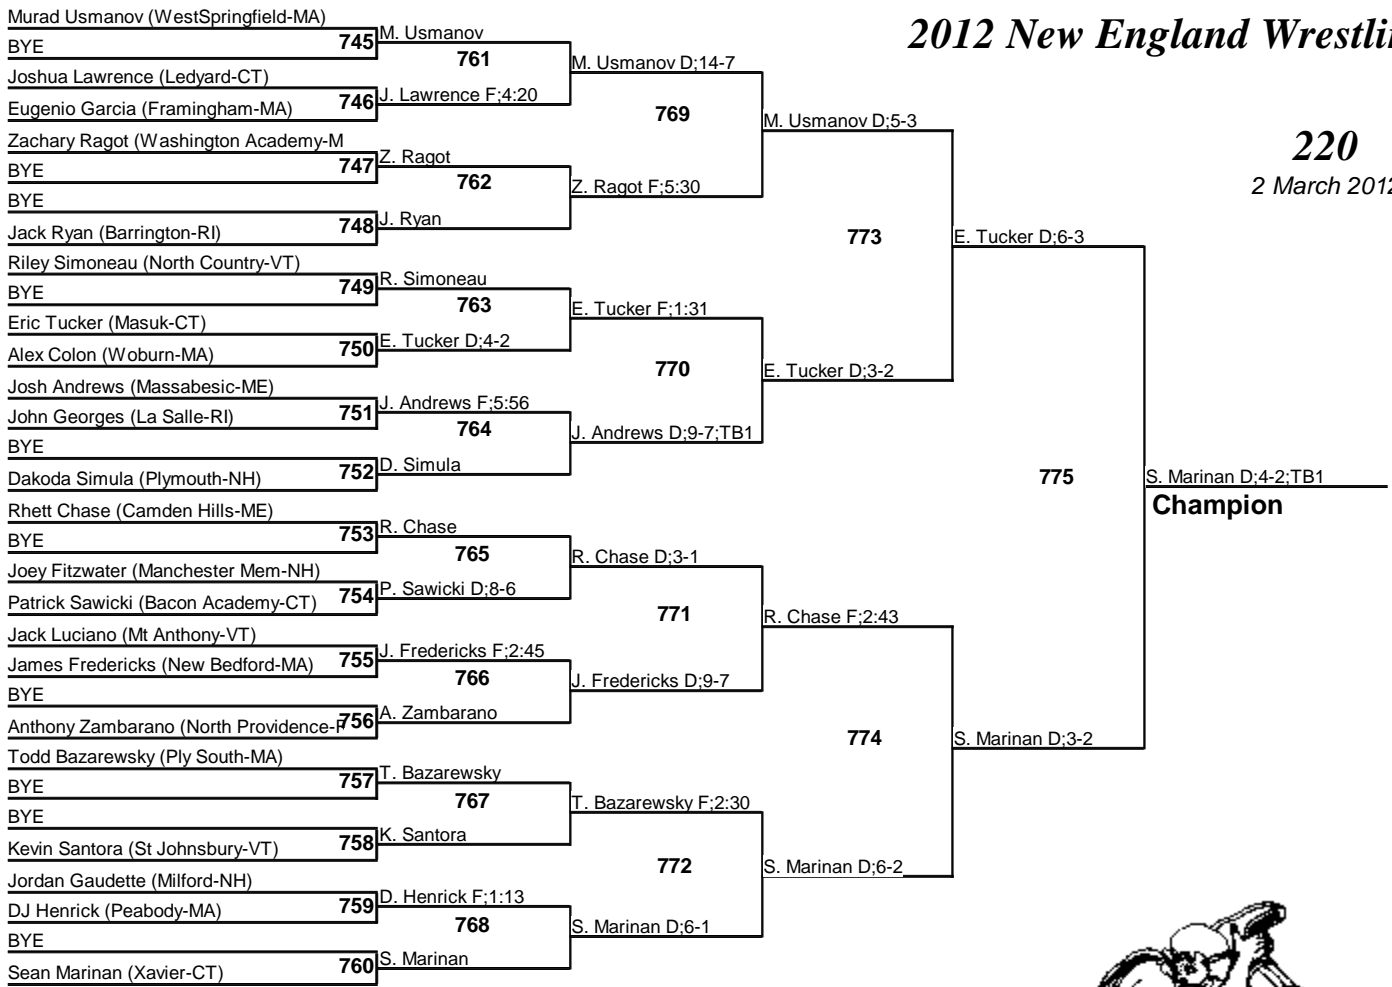 2012 New England Wrestlin
220
2 March 2012
Murad Usmanov (WestSpringfield-MA)
BYE
745
M. Usmanov
761
Joshua Lawrence (Ledyard-CT)
Eugenio Garcia (Framingham-MA)
746
J. Lawrence F;4:20
M. Usmanov D;14-7
769
Zachary Ragot (Washington Academy-M
BYE
747
Z. Ragot
762
BYE
Jack Ryan (Barrington-RI)
748
J. Ryan
Z. Ragot F;5:30
M. Usmanov D;5-3
773
Riley Simoneau (North Country-VT)
BYE
749
R. Simoneau
763
Eric Tucker (Masuk-CT)
Alex Colon (Woburn-MA)
750
E. Tucker D;4-2
E. Tucker F;1:31
770
Josh Andrews (Massabesic-ME)
John Georges (La Salle-RI)
751
J. Andrews F;5:56
764
BYE
Dakoda Simula (Plymouth-NH)
752
D. Simula
J. Andrews D;9-7;TB1
E. Tucker D;3-2
E. Tucker D;6-3
775
S. Marinan D;4-2;TB1
Champion
Rhett Chase (Camden Hills-ME)
BYE
753
R. Chase
765
Joey Fitzwater (Manchester Mem-NH)
Patrick Sawicki (Bacon Academy-CT)
754
P. Sawicki D;8-6
R. Chase D;3-1
771
Jack Luciano (Mt Anthony-VT)
James Fredericks (New Bedford-MA)
755
J. Fredericks F;2:45
766
BYE
Anthony Zambarano (North Providence-
756
A. Zambarano
J. Fredericks D;9-7
R. Chase F;2:43
774
Todd Bazarewsky (Ply South-MA)
BYE
757
T. Bazarewsky
767
BYE
Kevin Santora (St Johnsbury-VT)
758
K. Santora
T. Bazarewsky F;2:30
772
Jordan Gaudette (Milford-NH)
DJ Henrick (Peabody-MA)
759
D. Henrick F;1:13
768
BYE
Sean Marinan (Xavier-CT)
760
S. Marinan
S. Marinan D;6-1
S. Marinan D;6-2
S. Marinan D;3-2